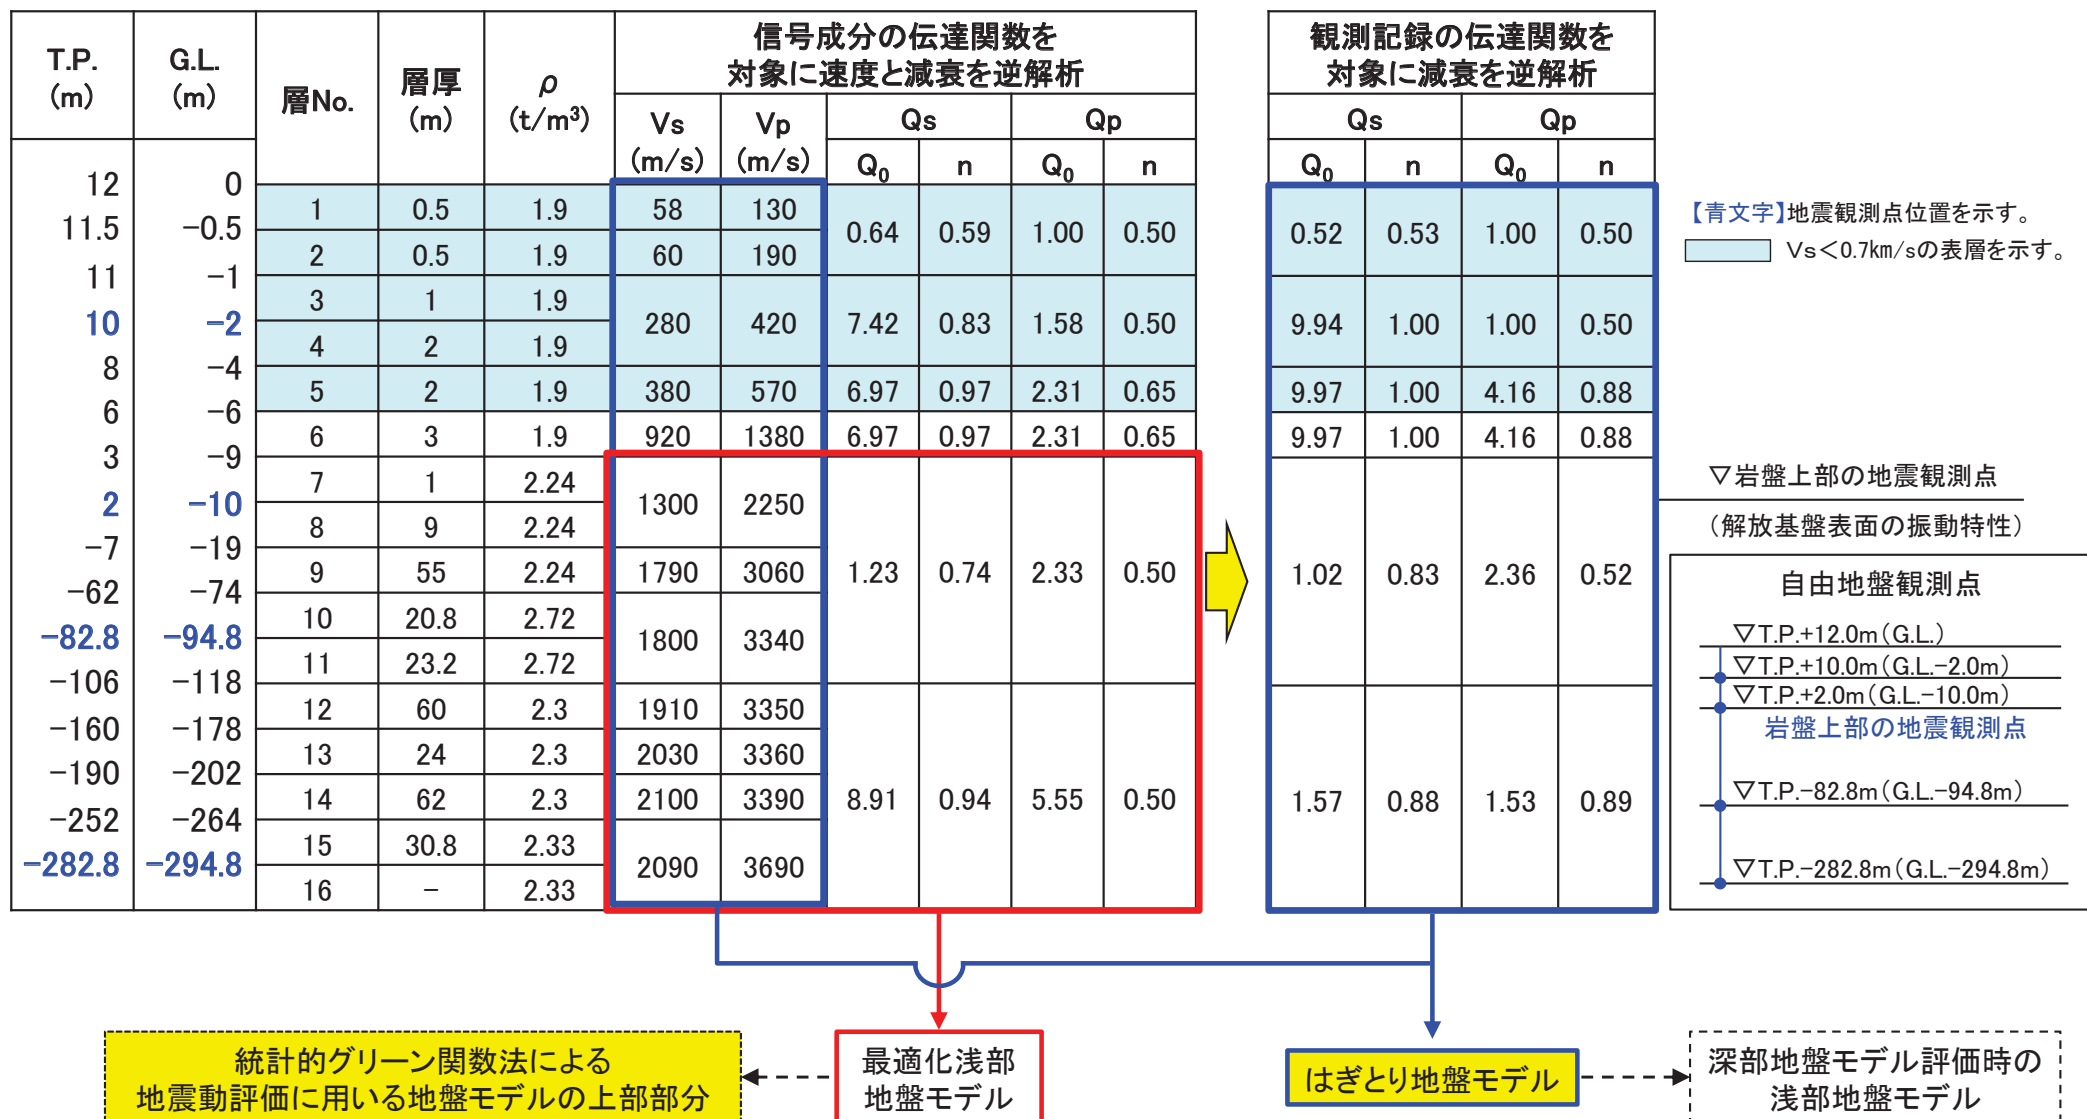 信号成分の伝達関数を
対象に速度と減衰を逆解析
観測記録の伝達関数を
対象に減衰を逆解析
T.P.
(m)
G.L.
(m)
層No.
層厚
(m)
ρ
(t/m³)
Vs
(m/s)
Vp
(m/s)
Qs
Qp
Q₀ n Q₀ n
Qs
Qp
Q₀ n Q₀ n
12 0
1 0.5 1.9 58 130 0.64 0.59 1.00 0.50 0.52 0.53 1.00 0.50
11.5 −0.5
2 0.5 1.9 60 190
11 −1
3 1 1.9 280 420 7.42 0.83 1.58 0.50 9.94 1.00 1.00 0.50
10 −2
4 2 1.9
8 −4
5 2 1.9 380 570 6.97 0.97 2.31 0.65 9.97 1.00 4.16 0.88
6 −6
6 3 1.9 920 1380 6.97 0.97 2.31 0.65 9.97 1.00 4.16 0.88
3 −9
7 1 2.24 1300 2250
2 −10
8 9 2.24
−7 −19
9 55 2.24 1790 3060 1.23 0.74 2.33 0.50 1.02 0.83 2.36 0.52
−62 −74
10 20.8 2.72 1800 3340
−82.8 −94.8
11 23.2 2.72
−106 −118
12 60 2.3 1910 3350
−160 −178
13 24 2.3 2030 3360
−190 −202
14 62 2.3 2100 3390 8.91 0.94 5.55 0.50 1.57 0.88 1.53 0.89
−252 −264
15 30.8 2.33 2090 3690
−282.8 −294.8
16 − 2.33
【青文字】地震観測点位置を示す。
Vs＜0.7km/sの表層を示す。
▽岩盤上部の地震観測点
(解放基盤表面の振動特性)
自由地盤観測点
▽T.P.+12.0m(G.L.)
▽T.P.+10.0m(G.L.−2.0m)
▽T.P.+2.0m(G.L.−10.0m)
岩盤上部の地震観測点
▽T.P.−82.8m(G.L.−94.8m)
▽T.P.−282.8m(G.L.−294.8m)
統計的グリーン関数法による
地震動評価に用いる地盤モデルの上部部分
最適化浅部
地盤モデル
はぎとり地盤モデル
深部地盤モデル評価時の
浅部地盤モデル